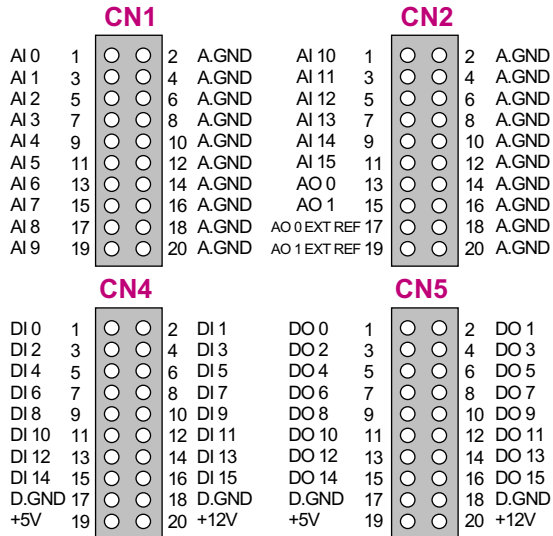 CN1 CN2
AI 0 1 2 A.GND AI 10 1 2 A.GND
AI 1 3 4 A.GND AI 11 3 4 A.GND
AI 2 5 6 A.GND AI 12 5 6 A.GND
AI 3 7 8 A.GND AI 13 7 8 A.GND
AI 4 9 10 A.GND AI 14 9 10 A.GND
AI 5 11 12 A.GND AI 15 11 12 A.GND
AI 6 13 14 A.GND AO 0 13 14 A.GND
AI 7 15 16 A.GND AO 1 15 16 A.GND
AI 8 17 18 A.GND AO 0 EXT REF 17 18 A.GND
AI 9 19 20 A.GND AO 1 EXT REF 19 20 A.GND
CN4 CN5
DI 0 1 2 DI 1 DO 0 1 2 DO 1
DI 2 3 4 DI 3 DO 2 3 4 DO 3
DI 4 5 6 DI 5 DO 4 5 6 DO 5
DI 6 7 8 DI 7 DO 6 7 8 DO 7
DI 8 9 10 DI 9 DO 8 9 10 DO 9
DI 10 11 12 DI 11 DO 10 11 12 DO 11
DI 12 13 14 DI 13 DO 12 13 14 DO 13
DI 14 15 16 DI 15 DO 14 15 16 DO 15
D.GND 17 18 D.GND D.GND 17 18 D.GND
+5V 19 20 +12V +5V 19 20 +12V